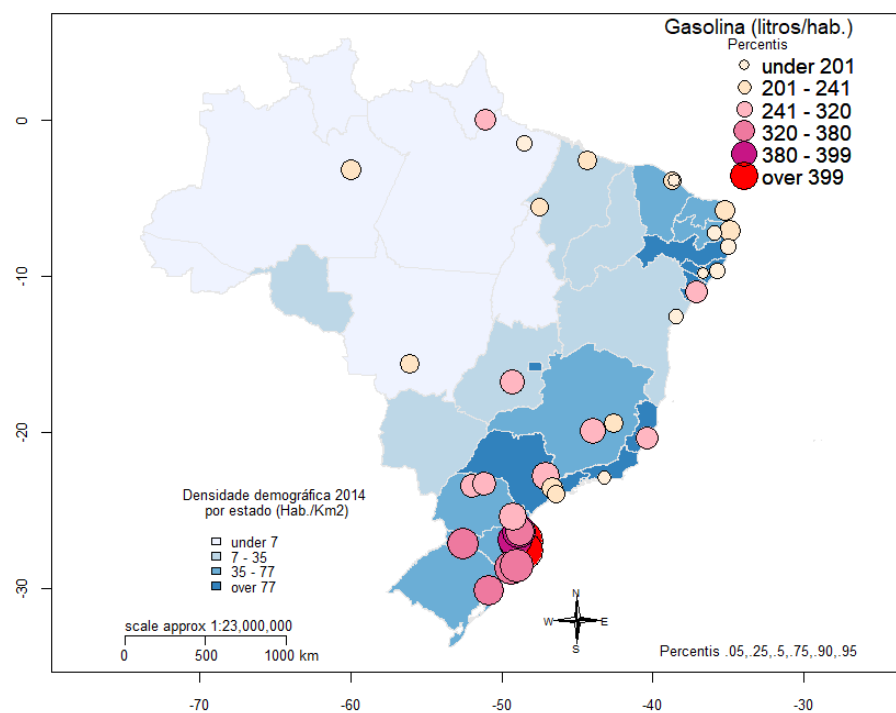 Gasolina (litros/hab.)
Percentis
under 201
201 - 241
241 - 320
320 - 380
380 - 399
over 399
0
-10
20
-30
Densidade demográfica 2014
por estado (Hab./Km2)
under 7
7 - 35
35 - 77
over 77
scale approx 1:23,000,000
0 500 1000 km
N
W E
S
Percentis .05,.25,.5,.75,.90,.95
-70 -60 -50 -40 -30